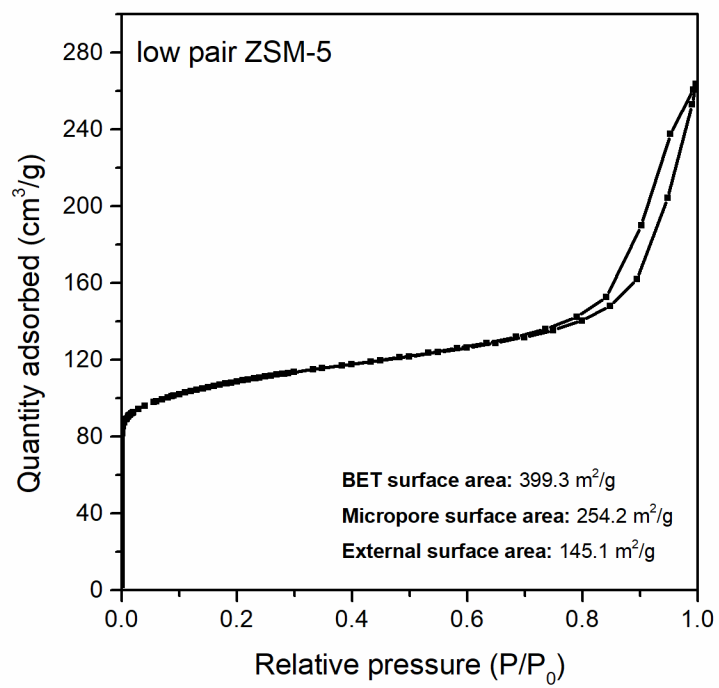 low pair ZSM-5
280
240
200
160
120
80
40
0
Quantity adsorbed (cm³/g)
BET surface area: 399.3 m²/g
Micropore surface area: 254.2 m²/g
External surface area: 145.1 m²/g
0.0 0.2 0.4 0.6 0.8 1.0
Relative pressure (P/P₀)